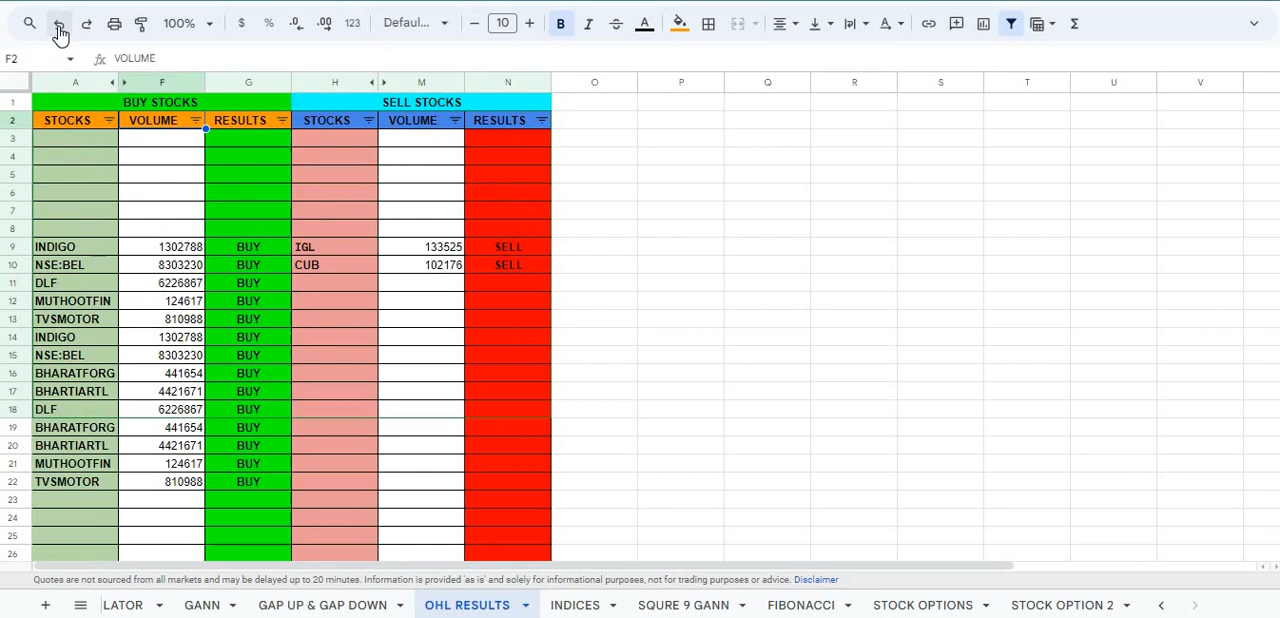 100% $ % .0 .00 123 Defaul... 10 B I S A A Σ
F2 fx VOLUME
A F G H M N O P Q R S T U V
1 BUY STOCKS SELL STOCKS
2 STOCKS VOLUME RESULTS STOCKS VOLUME RESULTS
3
4
5
6
7
8
9 INDIGO 1302788 BUY IGL 133525 SELL
10 NSE:BEL 8303230 BUY CUB 102176 SELL
11 DLF 6226867 BUY
12 MUTHOOTFIN 124617 BUY
13 TVSMOTOR 810988 BUY
14 INDIGO 1302788 BUY
15 NSE:BEL 8303230 BUY
16 BHARATFORG 441654 BUY
17 BHARTIARTL 4421671 BUY
18 DLF 6226867 BUY
19 BHARATFORG 441654 BUY
20 BHARTIARTL 4421671 BUY
21 MUTHOOTFIN 124617 BUY
22 TVSMOTOR 810988 BUY
23
24
25
26
Quotes are not sourced from all markets and may be delayed up to 20 minutes. Information is provided 'as is' and solely for informational purposes, not for trading purposes or advice. Disclaimer
LATOR GANN GAP UP & GAP DOWN OHL RESULTS INDICES SQURE 9 GANN FIBONACCI STOCK OPTIONS STOCK OPTION 2